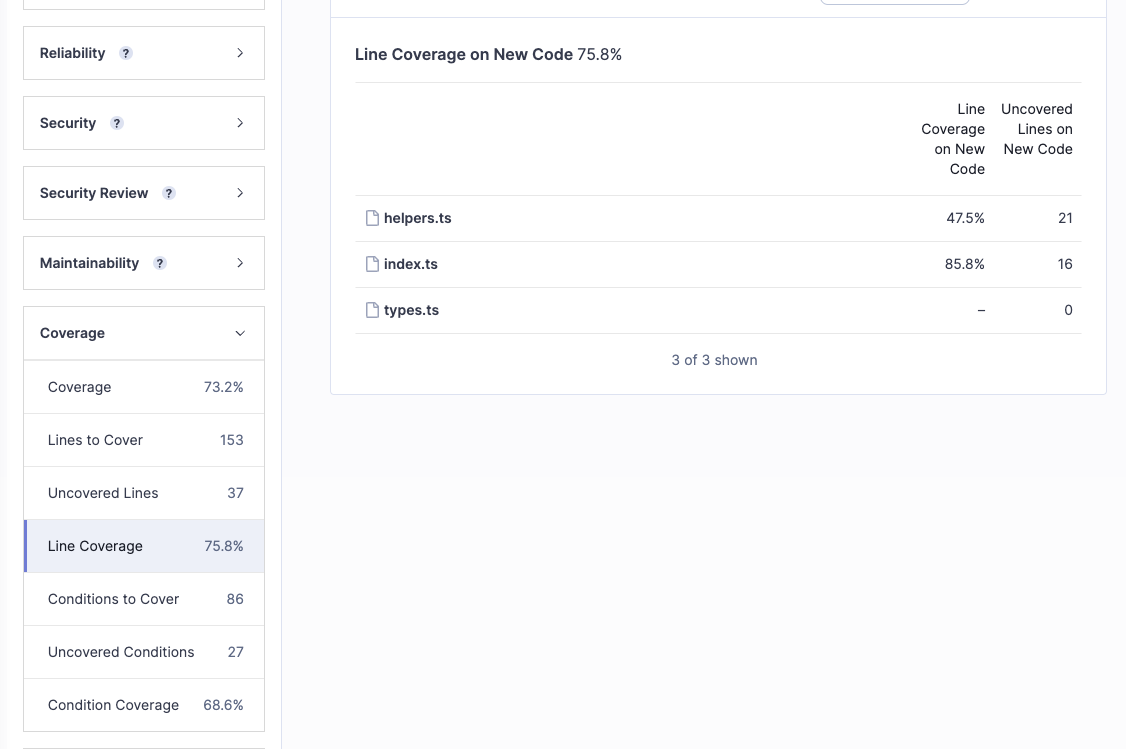 Reliability ?
Security ?
Security Review ?
Maintainability ?
Coverage
Coverage 73.2%
Lines to Cover 153
Uncovered Lines 37
Line Coverage 75.8%
Conditions to Cover 86
Uncovered Conditions 27
Condition Coverage 68.6%
Line Coverage on New Code 75.8%
Line Coverage on New Code
Uncovered Lines on New Code
helpers.ts 47.5% 21
index.ts 85.8% 16
types.ts – 0
3 of 3 shown